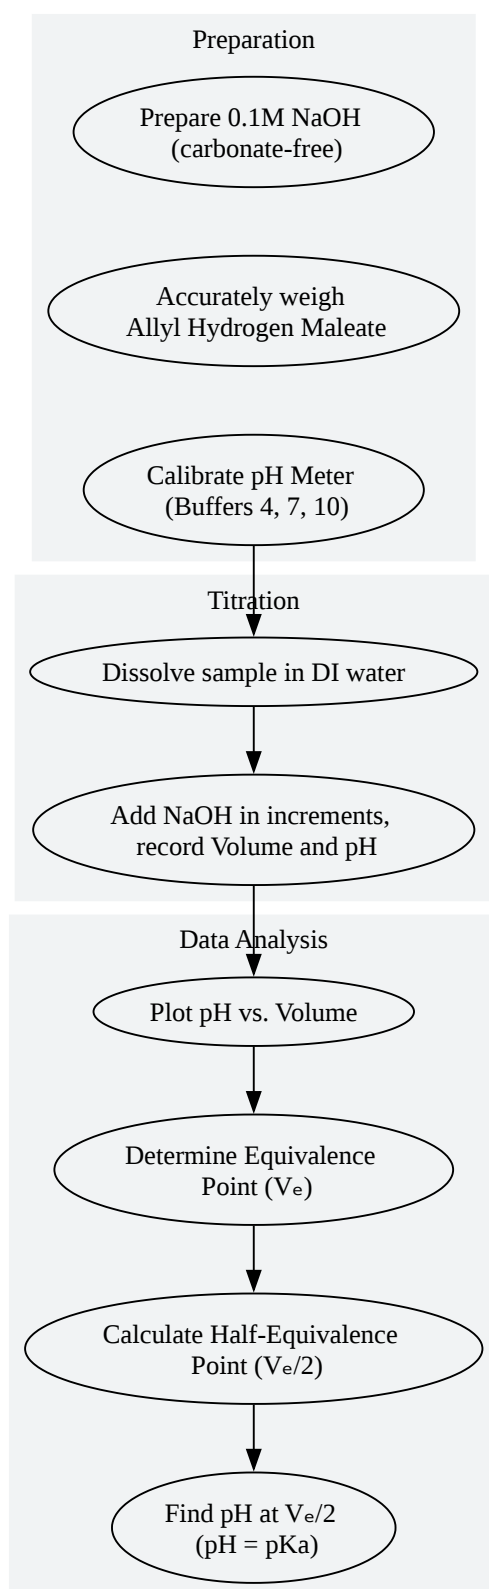 Preparation
Prepare 0.1M NaOH
(carbonate-free)
Accurately weigh
Allyl Hydrogen Maleate
Calibrate pH Meter
(Buffers 4, 7, 10)
Titration
Dissolve sample in DI water
Add NaOH in increments,
record Volume and pH
Data Analysis
Plot pH vs. Volume
Determine Equivalence
Point (Vₑ)
Calculate Half-Equivalence
Point (Vₑ/2)
Find pH at Vₑ/2
(pH = pKa)